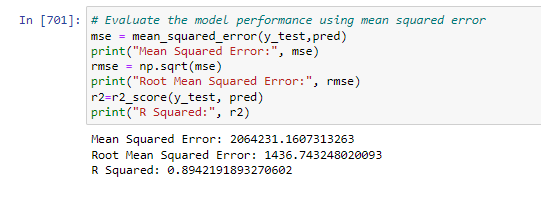 In [701]: # Evaluate the model performance using mean squared error
mse = mean_squared_error(y_test,pred)
print("Mean Squared Error:", mse)
rmse = np.sqrt(mse)
print("Root Mean Squared Error:", rmse)
r2=r2_score(y_test, pred)
print("R Squared:", r2)
Mean Squared Error: 2064231.1607313263
Root Mean Squared Error: 1436.743248020093
R Squared: 0.8942191893270602